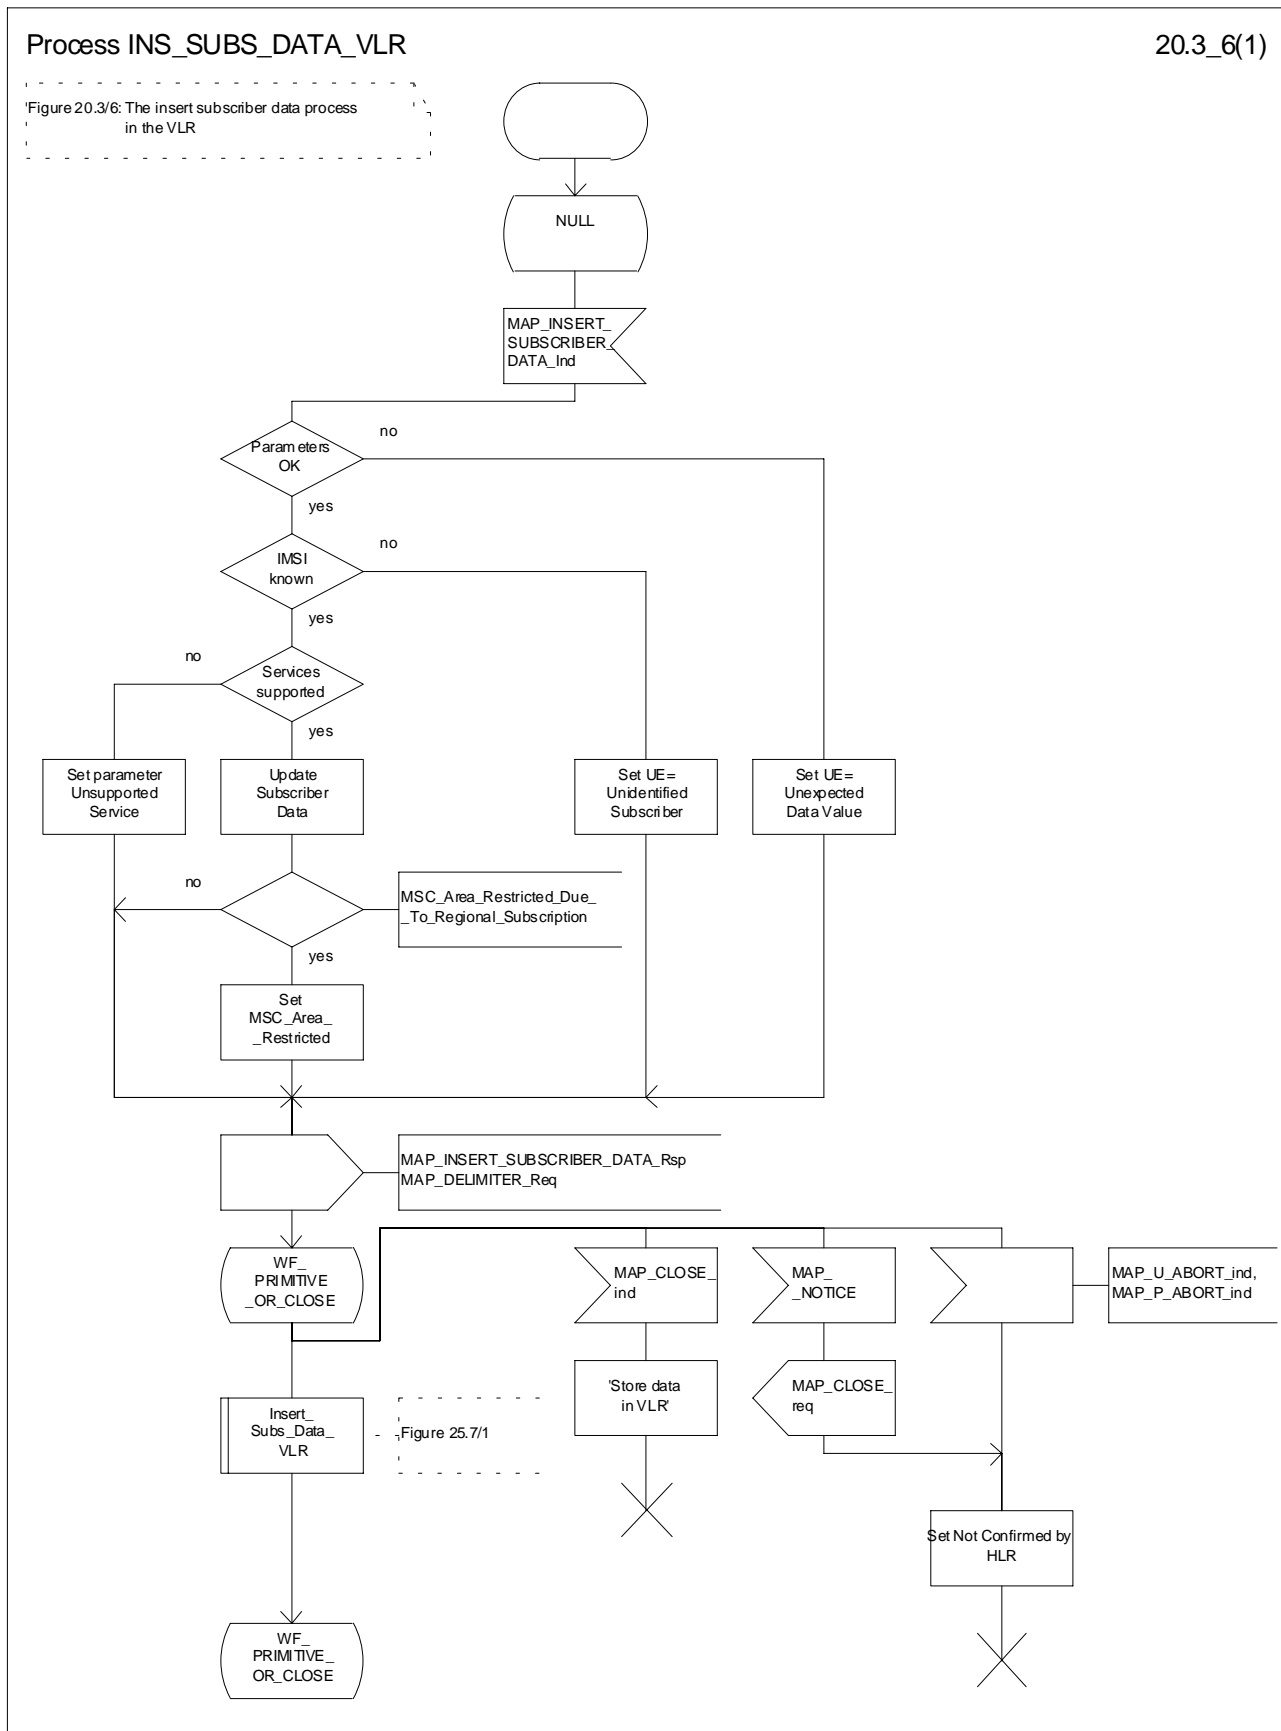 Process INS_SUBS_DATA_VLR
20.3_6(1)
'Figure 20.3/6: The insert subscriber data process
in the VLR
NULL
MAP_INSERT_
SUBSCRIBER_
DATA_Ind
Parameters
OK
no
yes
IMSI
known
no
yes
Services
supported
no
yes
Set parameter
Unsupported
Service
Update
Subscriber
Data
Set UE=
Unidentified
Subscriber
Set UE=
Unexpected
Data Value
no
MSC_Area_Restricted_Due_
_To_Regional_Subscription
yes
Set
MSC_Area_
_Restricted
MAP_INSERT_SUBSCRIBER_DATA_Rsp
MAP_DELIMITER_Req
WF_
PRIMITIVE
_OR_CLOSE
MAP_CLOSE_
ind
MAP_
_NOTICE
MAP_U_ABORT_ind,
MAP_P_ABORT_ind
'Store data
in VLR'
MAP_CLOSE_
req
Insert_
Subs_Data_
VLR
Figure 25.7/1
Set Not Confirmed by
HLR
WF_
PRIMITIVE_
OR_CLOSE